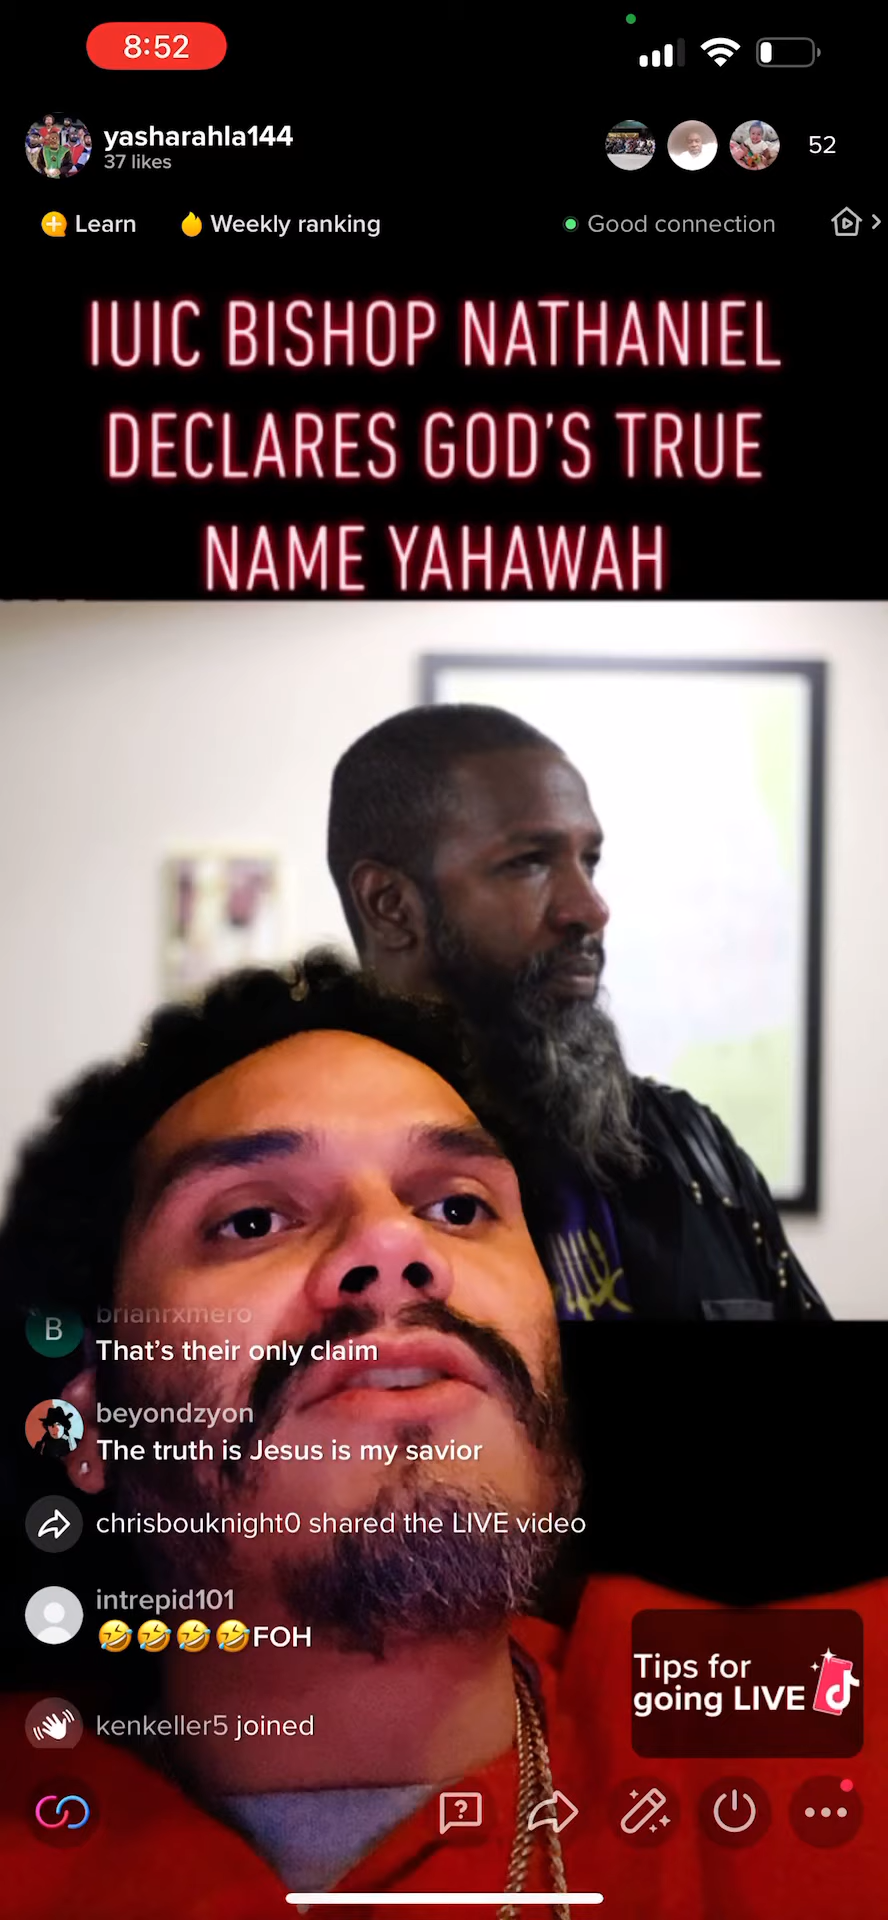 8:52
yasharahla144
37 likes
52
Learn
Weekly ranking
Good connection
IUIC BISHOP NATHANIEL
DECLARES GOD'S TRUE
NAME YAHAWAH
brianrxmero
B
That's their only claim
beyondzyon
The truth is Jesus is my savior
chrisbouknight0 shared the LIVE video
intrepid101
🤣🤣🤣🤣FOH
kenkeller5 joined
Tips for
going LIVE